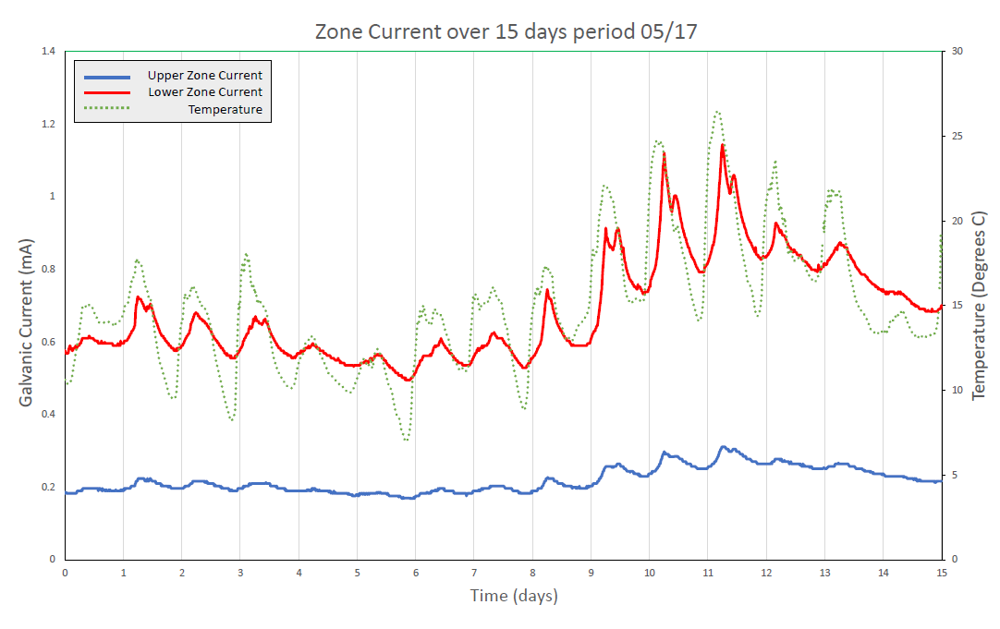 Zone Current over 15 days period 05/17
Upper Zone Current
Lower Zone Current
Temperature
Galvanic Current (mA)
1.4
1.2
1
0.8
0.6
0.4
0.2
0
30
25
20
15
10
5
0
Temperature (Degrees C)
0 1 2 3 4 5 6 7 8 9 10 11 12 13 14 15
Time (days)